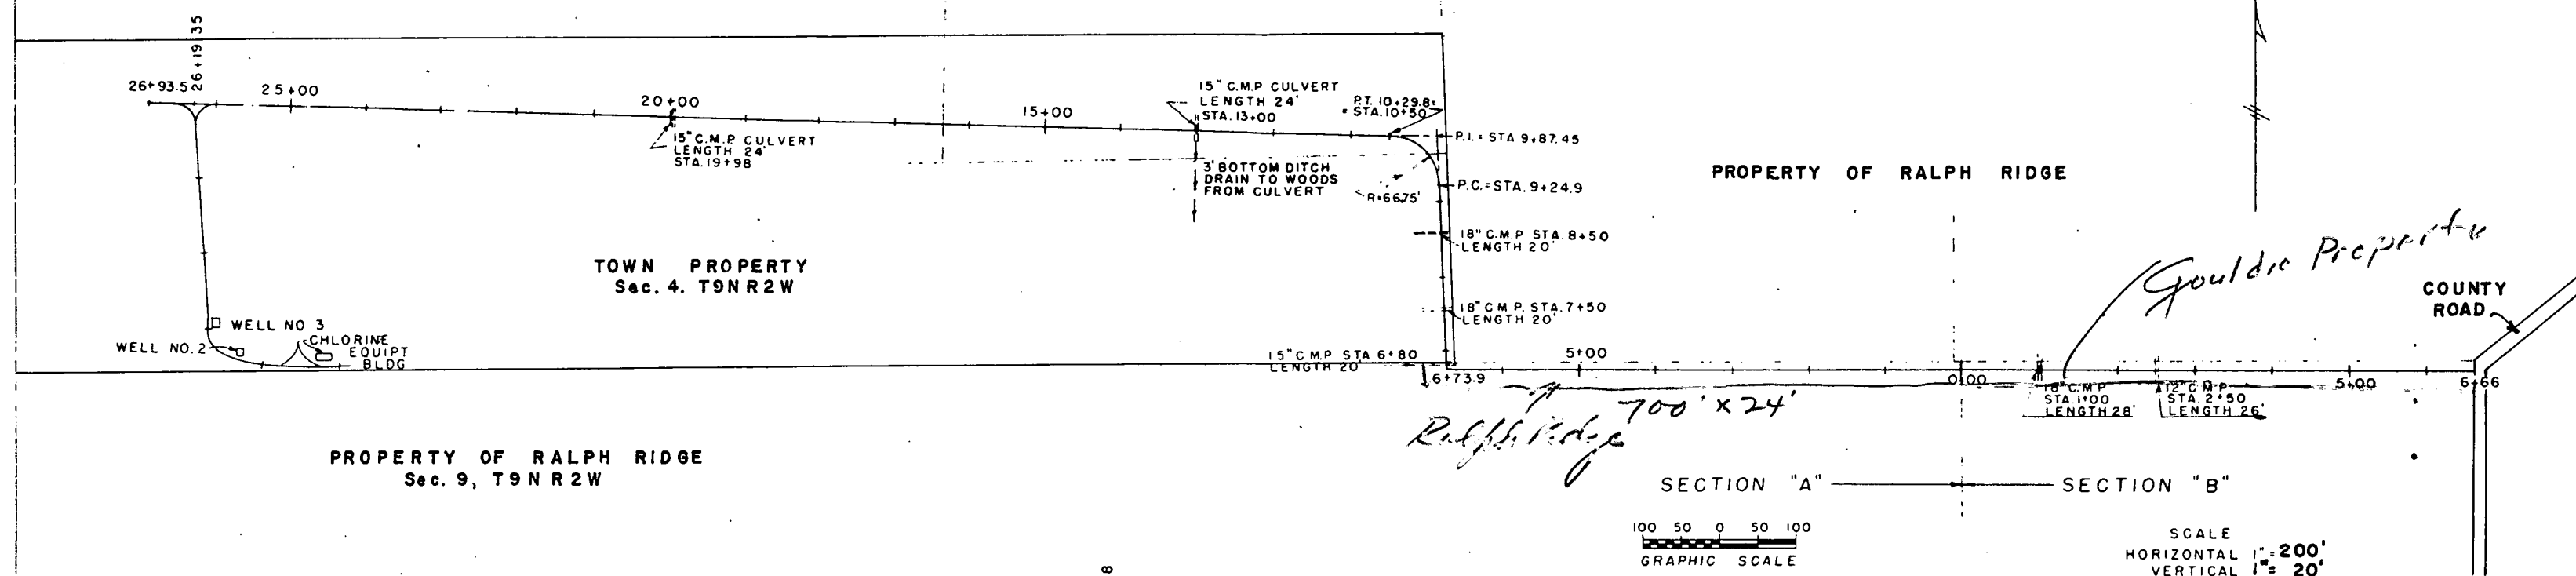 26+19.35
26+93.5
25+00
20+00
15" C.M.P. CULVERT
LENGTH 24'
STA. 19+98
15+00
15" C.M.P CULVERT
LENGTH 24'
STA. 13+00
P.T. 10+29.8=
= STA. 10+50
P.I. = STA 9+87.45
3' BOTTOM DITCH
DRAIN TO WOODS
FROM CULVERT
R=66.75'
P.C. = STA. 9+24.9
18" C.M.P STA. 8+50
LENGTH 20'
18" C.M.P. STA. 7+50
LENGTH 20'
15" C.M.P STA 6+80
LENGTH 20'
6+73.9
PROPERTY OF RALPH RIDGE
TOWN PROPERTY
Sec. 4. T9N R2W
WELL NO. 3
WELL NO. 2
CHLORINE
EQUIPT
BLDG
Gouldie Property
COUNTY
ROAD
5+00
0+00
18" C.M.P
STA. 1+00
LENGTH 28'
12" C.M.P
STA. 2+50
LENGTH 26'
5+00
6+66
Ralph Ridge
700' X 24'
PROPERTY OF RALPH RIDGE
Sec. 9, T9N R2W
SECTION "A"
SECTION "B"
100 50 0 50 100
GRAPHIC SCALE
SCALE
HORIZONTAL 1" = 200'
VERTICAL 1" = 20'
8